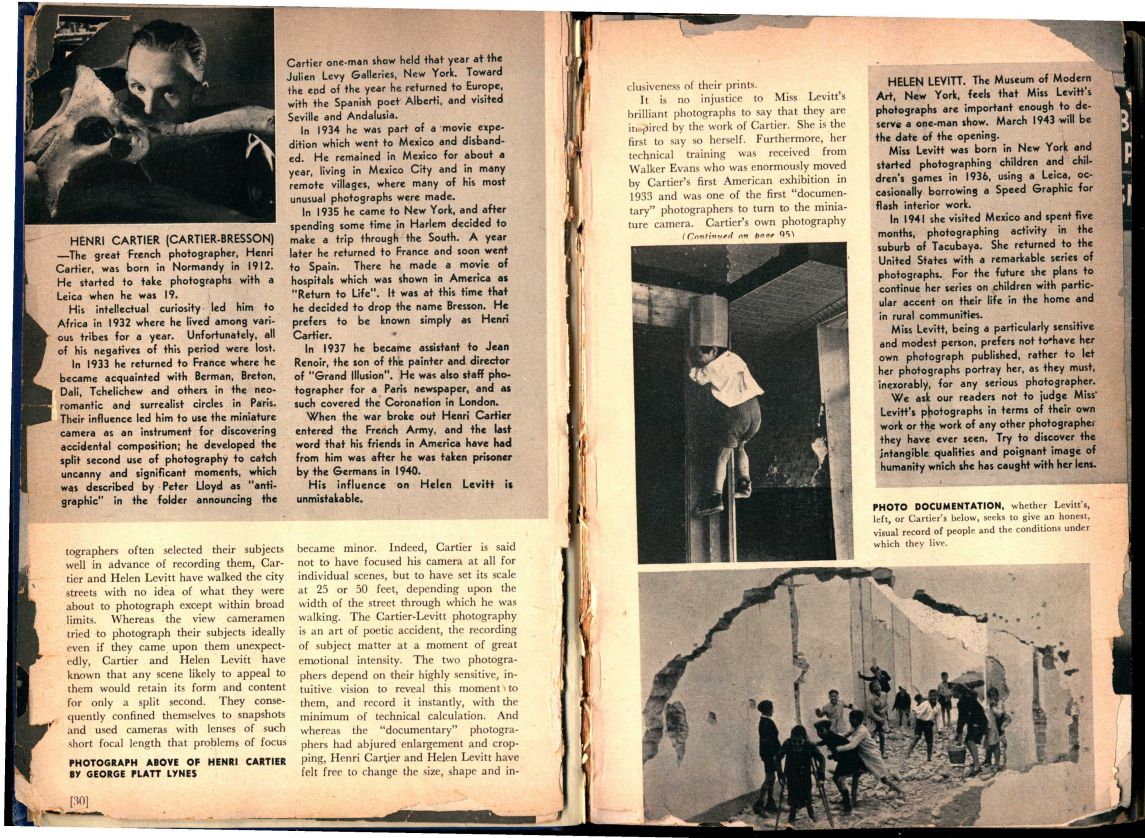 HENRI CARTIER (CARTIER-BRESSON)
—The great French photographer, Henri
Cartier, was born in Normandy in 1912.
He started to take photographs with a
Leica when he was 19.
His intellectual curiosity led him to
Africa in 1932 where he lived among vari-
ous tribes for a year. Unfortunately, all
of his negatives of this period were lost.
In 1933 he returned to France where he
became acquainted with Berman, Breton,
Dali, Tchelichew and others in the neo-
romantic and surrealist circles in Paris.
Their influence led him to use the miniature
camera as an instrument for discovering
accidental composition; he developed the
split second use of photography to catch
uncanny and significant moments, which
was described by Peter Lloyd as "anti-
graphic" in the folder announcing the
Cartier one-man show held that year at the
Julien Levy Galleries, New York. Toward
the end of the year he returned to Europe,
with the Spanish poet Alberti, and visited
Seville and Andalusia.
In 1934 he was part of a movie expe-
dition which went to Mexico and disband-
ed. He remained in Mexico for about a
year, living in Mexico City and in many
remote villages, where many of his most
unusual photographs were made.
In 1935 he came to New York, and after
spending some time in Harlem decided to
make a trip through the South. A year
later he returned to France and soon went
to Spain. There he made a movie of
hospitals which was shown in America as
"Return to Life". It was at this time that
he decided to drop the name Bresson. He
prefers to be known simply as Henri
Cartier.
In 1937 he became assistant to Jean
Renoir, the son of the painter and director
of "Grand Illusion". He was also staff pho-
tographer for a Paris newspaper, and as
such covered the Coronation in London.
When the war broke out Henri Cartier
entered the French Army, and the last
word that his friends in America have had
from him was after he was taken prisoner
by the Germans in 1940.
His influence on Helen Levitt is
unmistakable.
tographers often selected their subjects
well in advance of recording them, Car-
tier and Helen Levitt have walked the city
streets with no idea of what they were
about to photograph except within broad
limits. Whereas the view cameramen
tried to photograph their subjects ideally
even if they came upon them unexpect-
edly, Cartier and Helen Levitt have
known that any scene likely to appeal to
them would retain its form and content
for only a split second. They conse-
quently confined themselves to snapshots
and used cameras with lenses of such
short focal length that problems of focus
PHOTOGRAPH ABOVE OF HENRI CARTIER
BY GEORGE PLATT LYNES
[30]
became minor. Indeed, Cartier is said
not to have focused his camera at all for
individual scenes, but to have set its scale
at 25 or 50 feet, depending upon the
width of the street through which he was
walking. The Cartier-Levitt photography
is an art of poetic accident, the recording
of subject matter at a moment of great
emotional intensity. The two photogra-
phers depend on their highly sensitive, in-
tuitive vision to reveal this moment to
them, and record it instantly, with the
minimum of technical calculation. And
whereas the "documentary" photogra-
phers had abjured enlargement and crop-
ping, Henri Cartier and Helen Levitt have
felt free to change the size, shape and in-
clusiveness of their prints.
It is no injustice to Miss Levitt's
brilliant photographs to say that they are
inspired by the work of Cartier. She is the
first to say so herself. Furthermore, her
technical training was received from
Walker Evans who was enormously moved
by Cartier's first American exhibition in
1933 and was one of the first "documen-
tary" photographers to turn to the minia-
ture camera. Cartier's own photography
(Continued on page 95)
HELEN LEVITT. The Museum of Modern
Art, New York, feels that Miss Levitt's
photographs are important enough to de-
serve a one-man show. March 1943 will be
the date of the opening.
Miss Levitt was born in New York and
started photographing children and chil-
dren's games in 1936, using a Leica, oc-
casionally borrowing a Speed Graphic for
flash interior work.
In 1941 she visited Mexico and spent five
months, photographing activity in the
suburb of Tacubaya. She returned to the
United States with a remarkable series of
photographs. For the future she plans to
continue her series on children with partic-
ular accent on their life in the home and
in rural communities.
Miss Levitt, being a particularly sensitive
and modest person, prefers not to have her
own photograph published, rather to let
her photographs portray her, as they must,
inexorably, for any serious photographer.
We ask our readers not to judge Miss
Levitt's photographs in terms of their own
work or the work of any other photographer
they have ever seen. Try to discover the
intangible qualities and poignant image of
humanity which she has caught with her lens.
PHOTO DOCUMENTATION, whether Levitt's,
left, or Cartier's below, seeks to give an honest,
visual record of people and the conditions under
which they live.